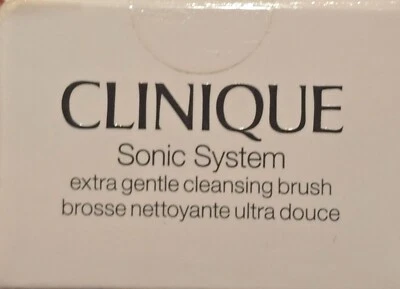 CLINIQUE
Sonic System
extra gentle cleansing brush
brosse nettoyante ultra douce